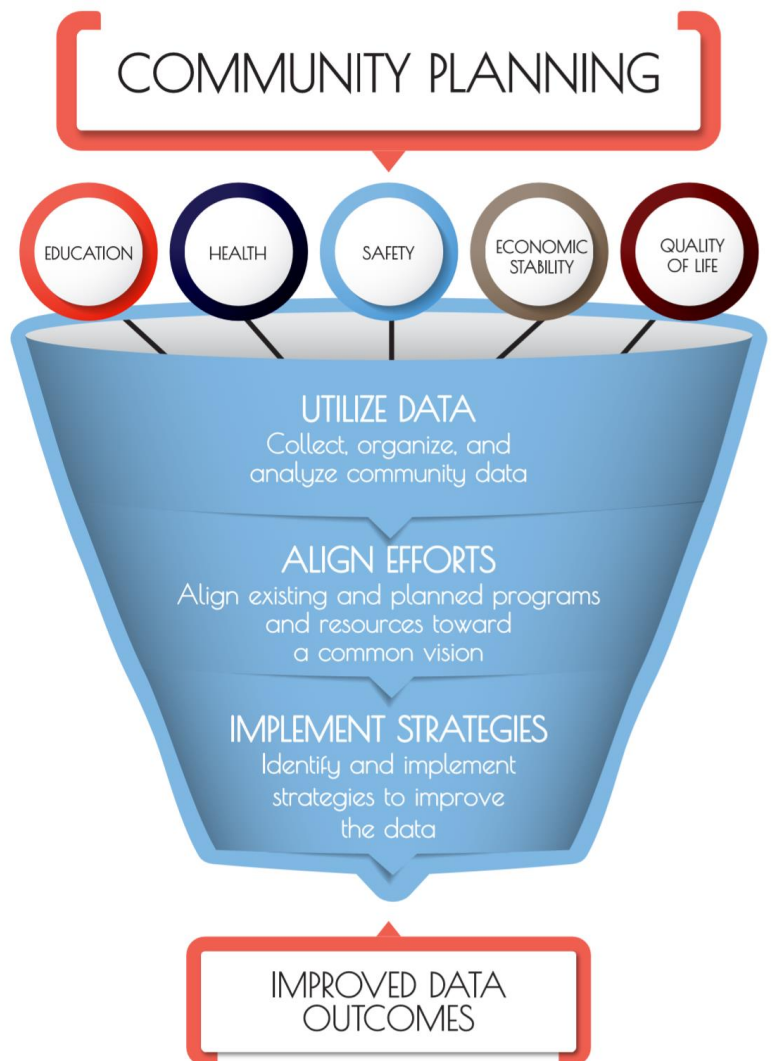 COMMUNITY PLANNING
EDUCATION
HEALTH
SAFETY
ECONOMIC
STABILITY
QUALITY
OF LIFE
UTILIZE DATA
Collect, organize, and
analyze community data
ALIGN EFFORTS
Align existing and planned programs
and resources toward
a common vision
IMPLEMENT STRATEGIES
Identify and implement
strategies to improve
the data
IMPROVED DATA
OUTCOMES